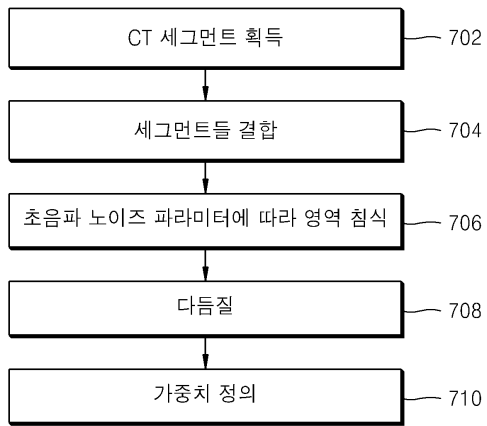 CT 세그먼트 획득
702
세그먼트들 결합
704
초음파 노이즈 파라미터에 따라 영역 침식
706
다듬질
708
가중치 정의
710